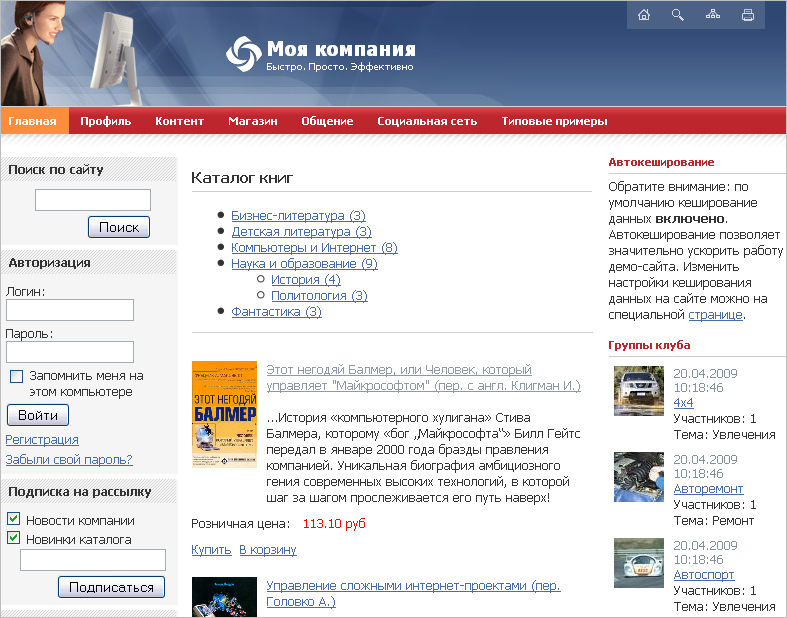 Моя компания
Быстро. Просто. Эффективно
Главная
Профиль
Контент
Магазин
Общение
Социальная сеть
Типовые примеры
Поиск по сайту
Поиск
Авторизация
Логин:
Пароль:
Запомнить меня на
этом компьютере
Войти
Регистрация
Забыли свой пароль?
Подписка на рассылку
Новости компании
Новинки каталога
Подписаться
Каталог книг
Бизнес-литература (3)
Детская литература (3)
Компьютеры и Интернет (8)
Наука и образование (9)
История (4)
Политология (3)
Фантастика (3)
ЭТОТ НЕГОДЯЙ
БАЛМЕР
Этот негодяй Балмер, или Человек, который
управляет "Майкрософтом" (пер. с англ. Клигман И.)
...История «компьютерного хулигана» Стива
Балмера, которому «бог „Майкрософта“» Билл Гейтс
передал в январе 2000 года бразды правления
компанией. Уникальная биография амбициозного
гения современных высоких технологий, в которой
шаг за шагом прослеживается его путь наверх!
Розничная цена: 113.10 руб
Купить В корзину
Управление сложными интернет-проектами (пер.
Головко А.)
Автокеширование
Обратите внимание: по
умолчанию кеширование
данных включено.
Автокеширование позволяет
значительно ускорить работу
демо-сайта. Изменить
настройки кеширования
данных на сайте можно на
специальной странице.
Группы клуба
20.04.2009
10:18:46
4x4
Участников: 1
Тема: Увлечения
20.04.2009
10:18:46
Авторемонт
Участников: 1
Тема: Ремонт
20.04.2009
10:18:46
Автоспорт
Участников: 1
Тема: Увлечения